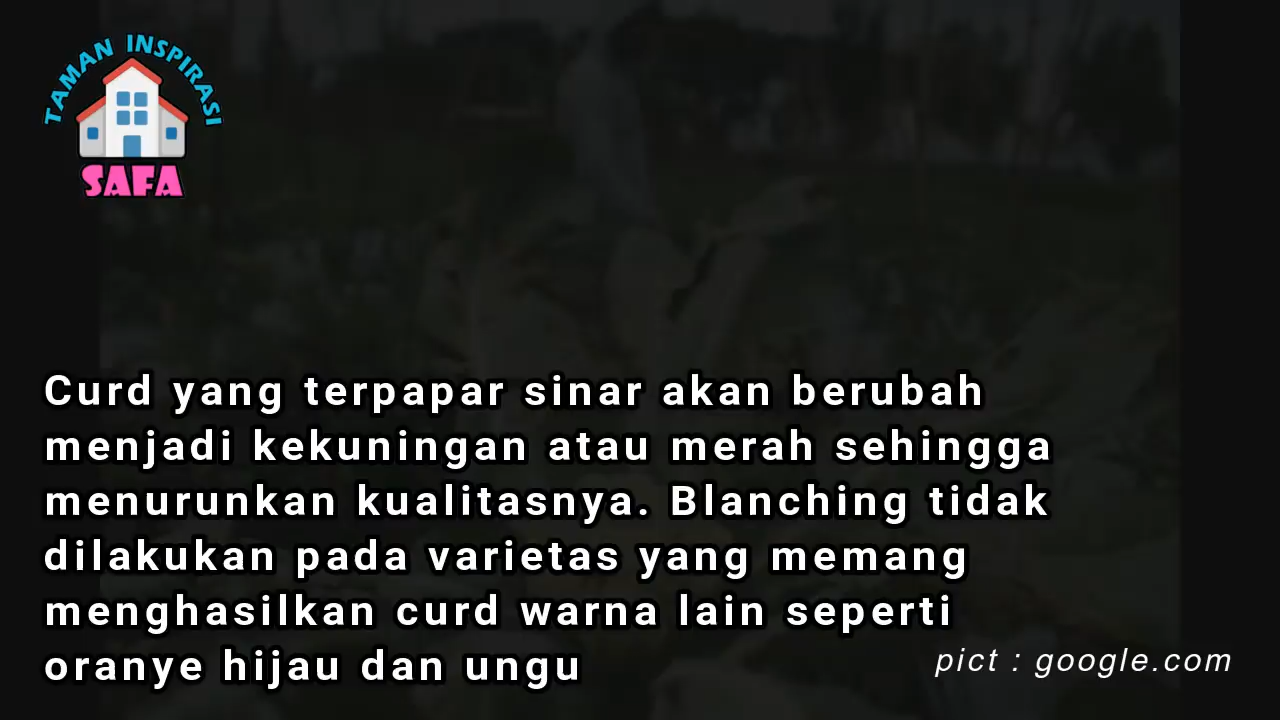 TAMAN INSPIRASI
SAFA
Curd yang terpapar sinar akan berubah
menjadi kekuningan atau merah sehingga
menurunkan kualitasnya. Blanching tidak
dilakukan pada varietas yang memang
menghasilkan curd warna lain seperti
oranye hijau dan ungu
pict : google.com